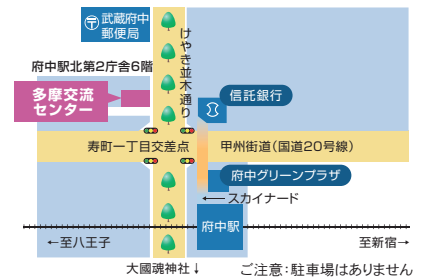 〒武蔵府中
郵便局
けやき並木通り
府中駅北第2庁舎6階
多摩交流
センター
信託銀行
寿町一丁目交差点
甲州街道（国道20号線）
府中グリーンプラザ
←スカイナード
府中駅
←至八王子
至新宿→
大國魂神社↓
ご注意：駐車場はありません